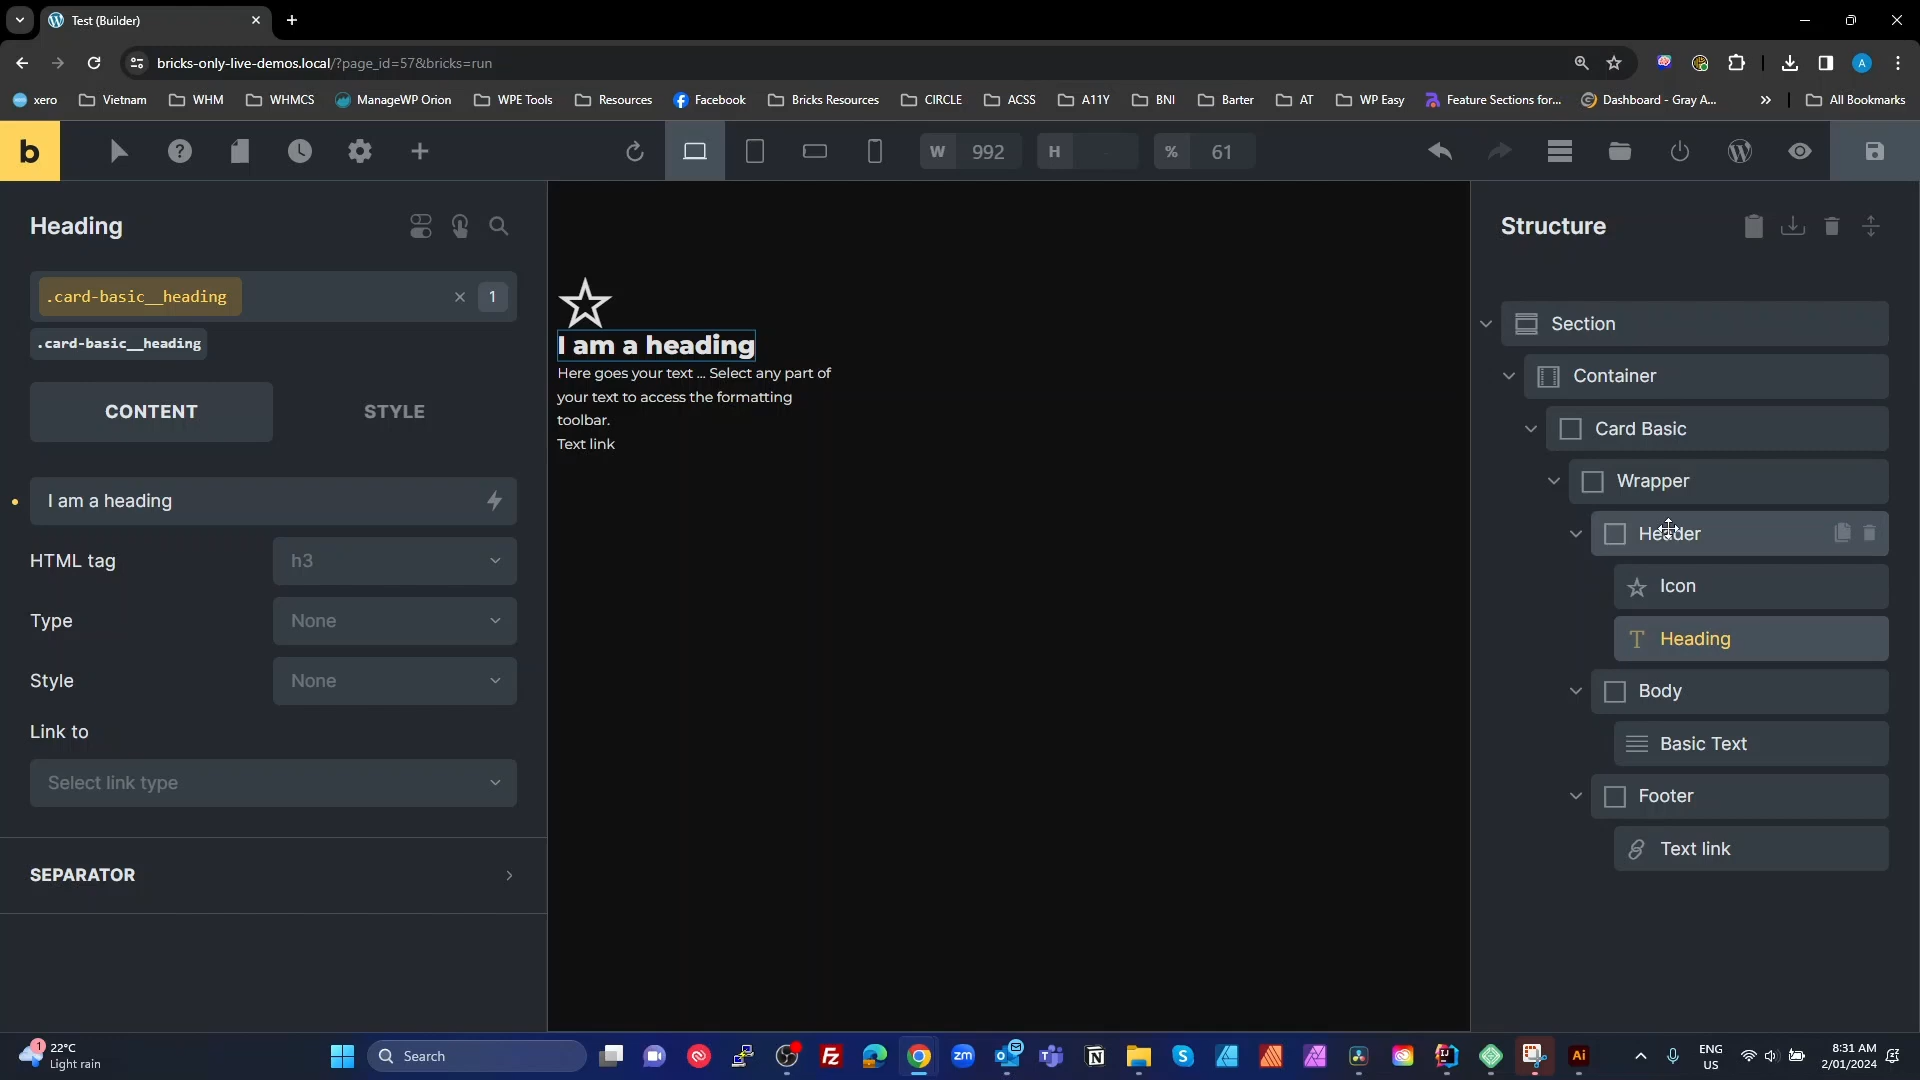 Test (Builder)
bricks-only-live-demos.local/?page_id=57&bricks=run
A
xero
Vietnam
WHM
WHMCS
ManageWP Orion
WPE Tools
Resources
Facebook
Bricks Resources
CIRCLE
ACSS
A11Y
BNI
Barter
AT
WP Easy
Feature Sections for...
Dashboard - Gray A...
»
All Bookmarks
b
W 992
H
% 61
Heading
.card-basic__heading
1
.card-basic__heading
CONTENT
STYLE
I am a heading
HTML tag
h3
Type
None
Style
None
Link to
Select link type
SEPARATOR
I am a heading
Here goes your text ... Select any part of
your text to access the formatting
toolbar.
Text link
Structure
Section
Container
Card Basic
Wrapper
Header
Icon
Heading
Body
Basic Text
Footer
Text link
1
22°C
Light rain
Search
Fz
zm
Ai
ENG
US
8:31 AM
2/01/2024